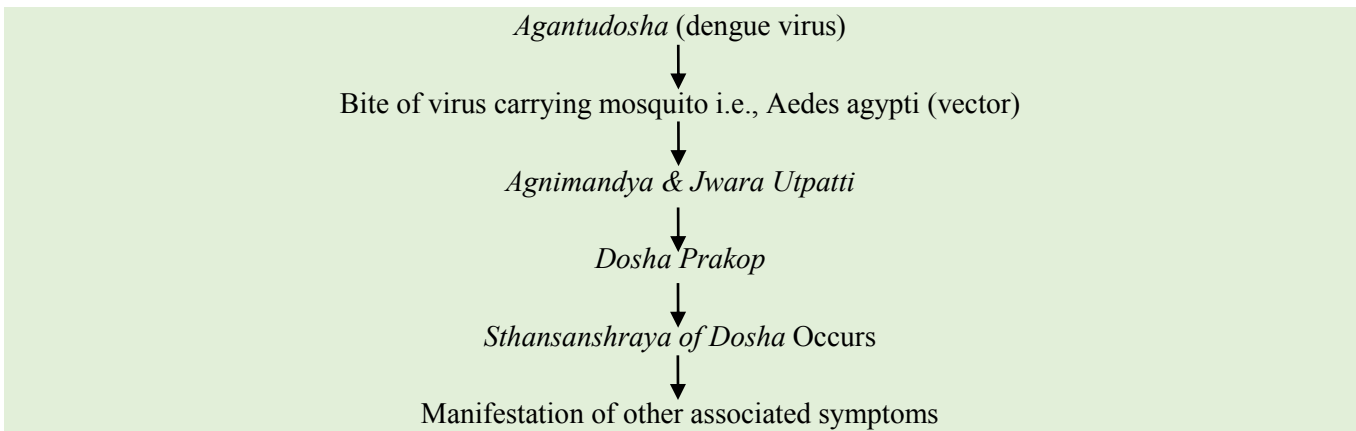 Agantudosha (dengue virus)
Bite of virus carrying mosquito i.e., Aedes agypti (vector)
Agnimandya & Jwara Utpatti
Dosha Prakop
Sthansanshraya of Dosha Occurs
Manifestation of other associated symptoms